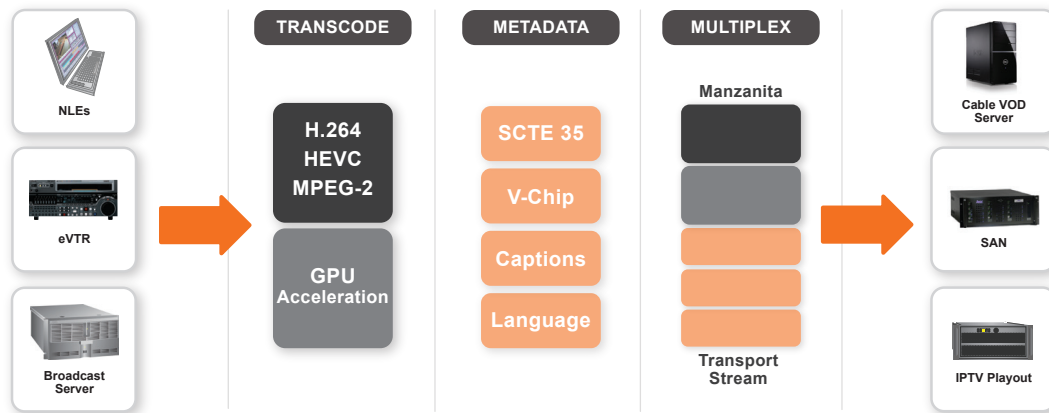 NLEs
eVTR
Broadcast
Server
TRANSCODE
H.264
HEVC
MPEG-2
GPU
Acceleration
METADATA
SCTE 35
V-Chip
Captions
Language
MULTIPLEX
Manzanita
Transport
Stream
Cable VOD
Server
SAN
IPTV Playout